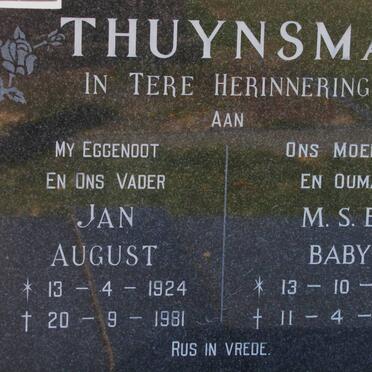 THUYNSMA
IN TERE HERINNERING
AAN
MY EGGENOOT
EN ONS VADER
JAN
AUGUST
* 13 - 4 - 1924
† 20 - 9 - 1981
ONS MOE
EN OUMA
M. S. E
BABY
* 13 - 10 -
† 11 - 4 -
RUS IN VREDE.